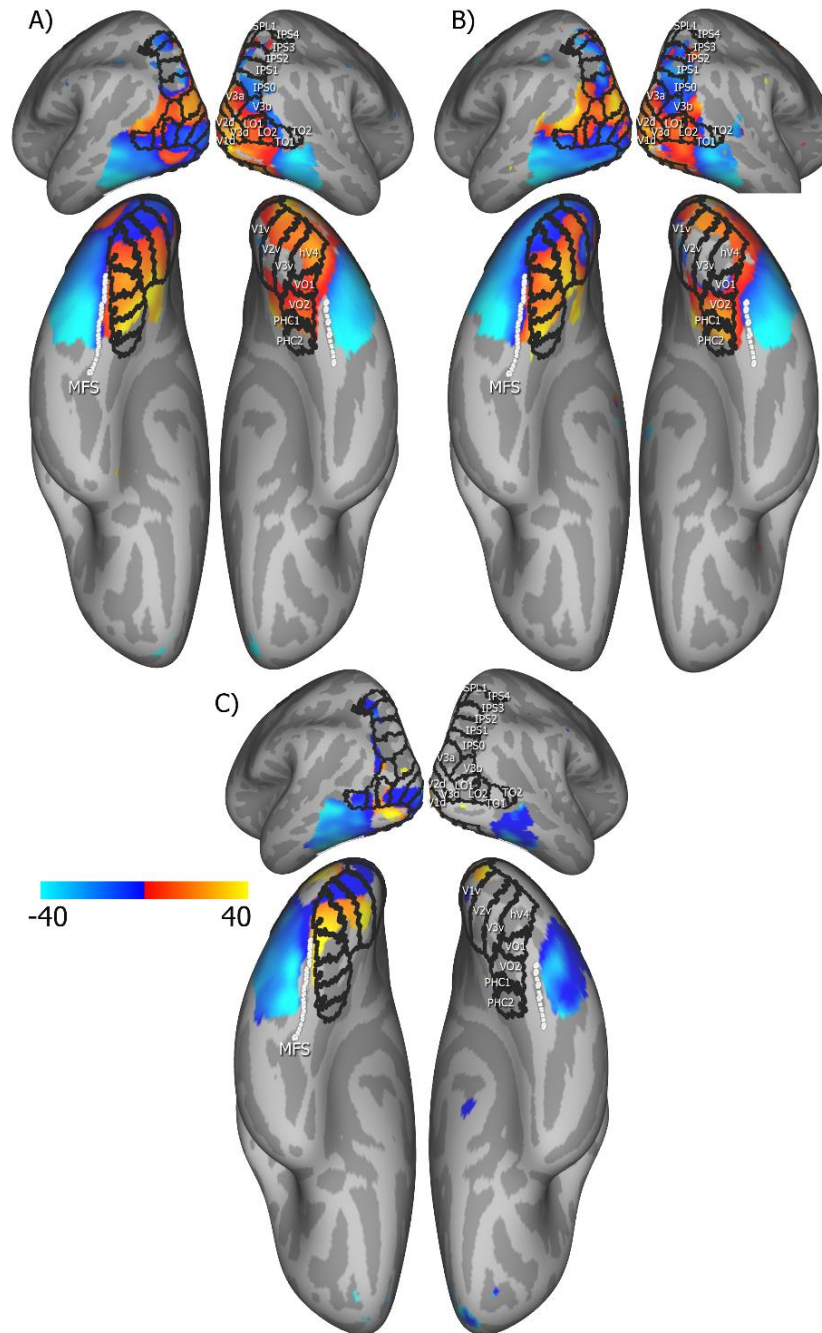 A)
SPL1
IPS4
IPS3
IPS2
IPS1
IPS0
V3a
V3b
V2d
LO1
TO2
V3d
LO2
V1d
TO1
B)
SPL1
IPS4
IPS3
IPS2
IPS1
IPS0
V3a
V3b
V2d
LO1
TO2
V3d
LO2
V1d
TO1
V1v
V2v
hV4
V3v
VO1
VO2
PHC1
PHC2
MFS
V1v
V2v
hV4
V3v
VO1
VO2
PHC1
PHC2
MFS
C)
SPL1
IPS4
IPS3
IPS2
IPS1
IPS0
V3a
V3b
V2d
LO1
TO2
V3d
LO2
V1d
TO1
-40
40
V1v
V2v
hV4
V3v
VO1
VO2
PHC1
PHC2
MFS